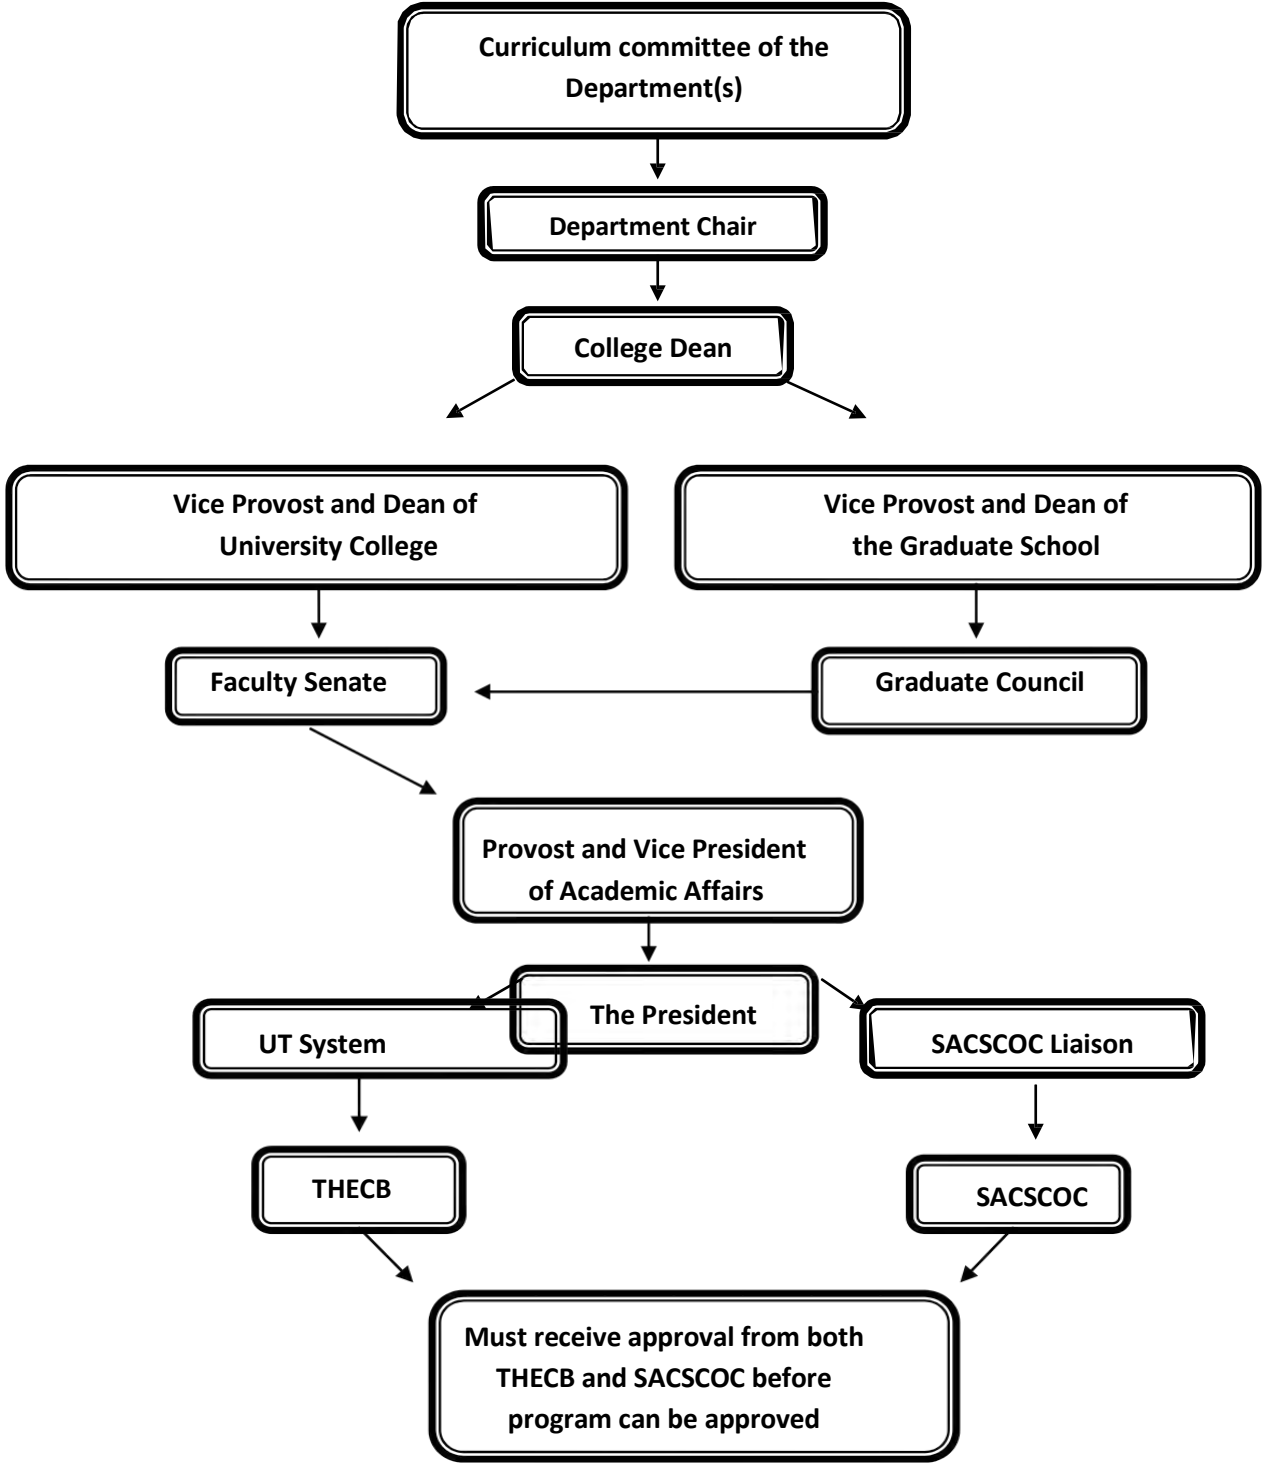 Curriculum committee of the
Department(s)
Department Chair
College Dean
Vice Provost and Dean of
University College
Vice Provost and Dean of
the Graduate School
Faculty Senate
Graduate Council
Provost and Vice President
of Academic Affairs
The President
UT System
SACSCOC Liaison
THECB
SACSCOC
Must receive approval from both
THECB and SACSCOC before
program can be approved